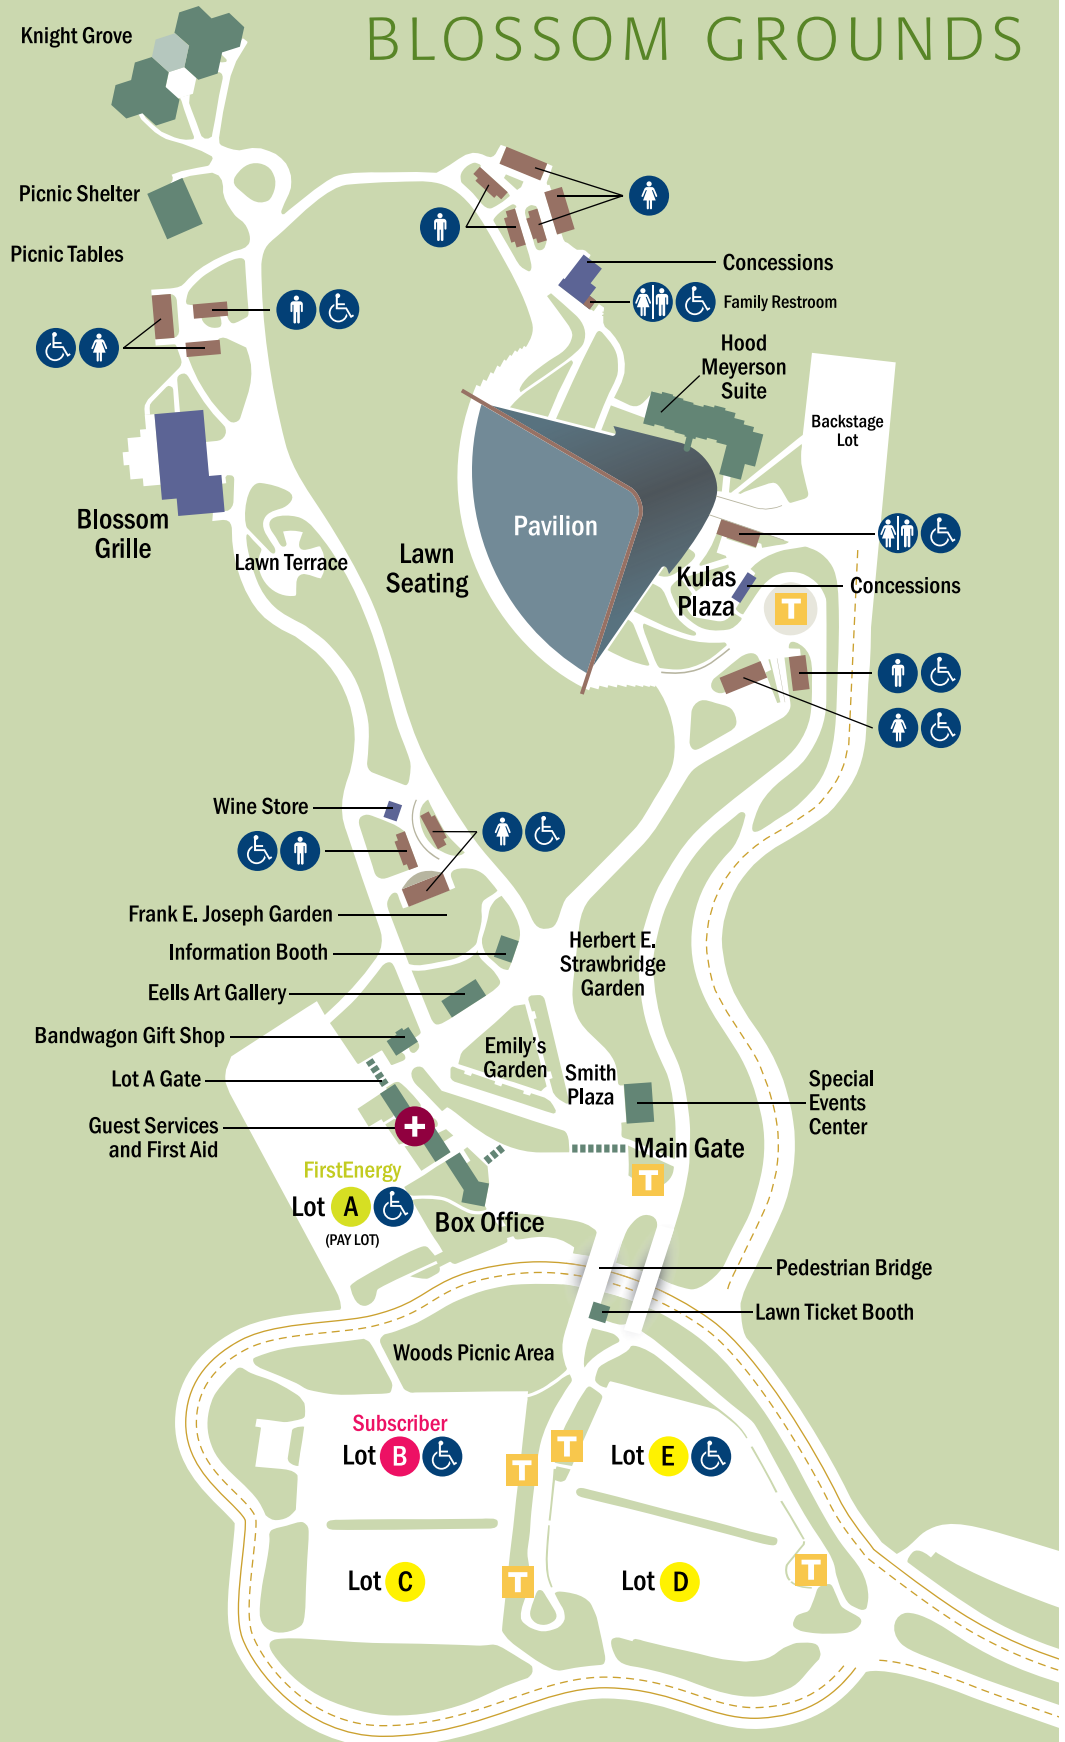 BLOSSOM GROUNDS
Knight Grove
Picnic Shelter
Picnic Tables
Concessions
Family Restroom
Hood
Meyerson
Suite
Backstage
Lot
Blossom
Grille
Lawn Terrace
Lawn
Seating
Pavilion
Kulas
Plaza
Concessions
T
Wine Store
Frank E. Joseph Garden
Information Booth
Eells Art Gallery
Bandwagon Gift Shop
Lot A Gate
Guest Services
and First Aid
Herbert E.
Strawbridge
Garden
Emily's
Garden
Smith
Plaza
Special
Events
Center
Main Gate
T
FirstEnergy
Lot A
(PAY LOT)
Box Office
Pedestrian Bridge
Lawn Ticket Booth
Woods Picnic Area
Subscriber
Lot B
T
T
Lot E
Lot C
T
Lot D
T